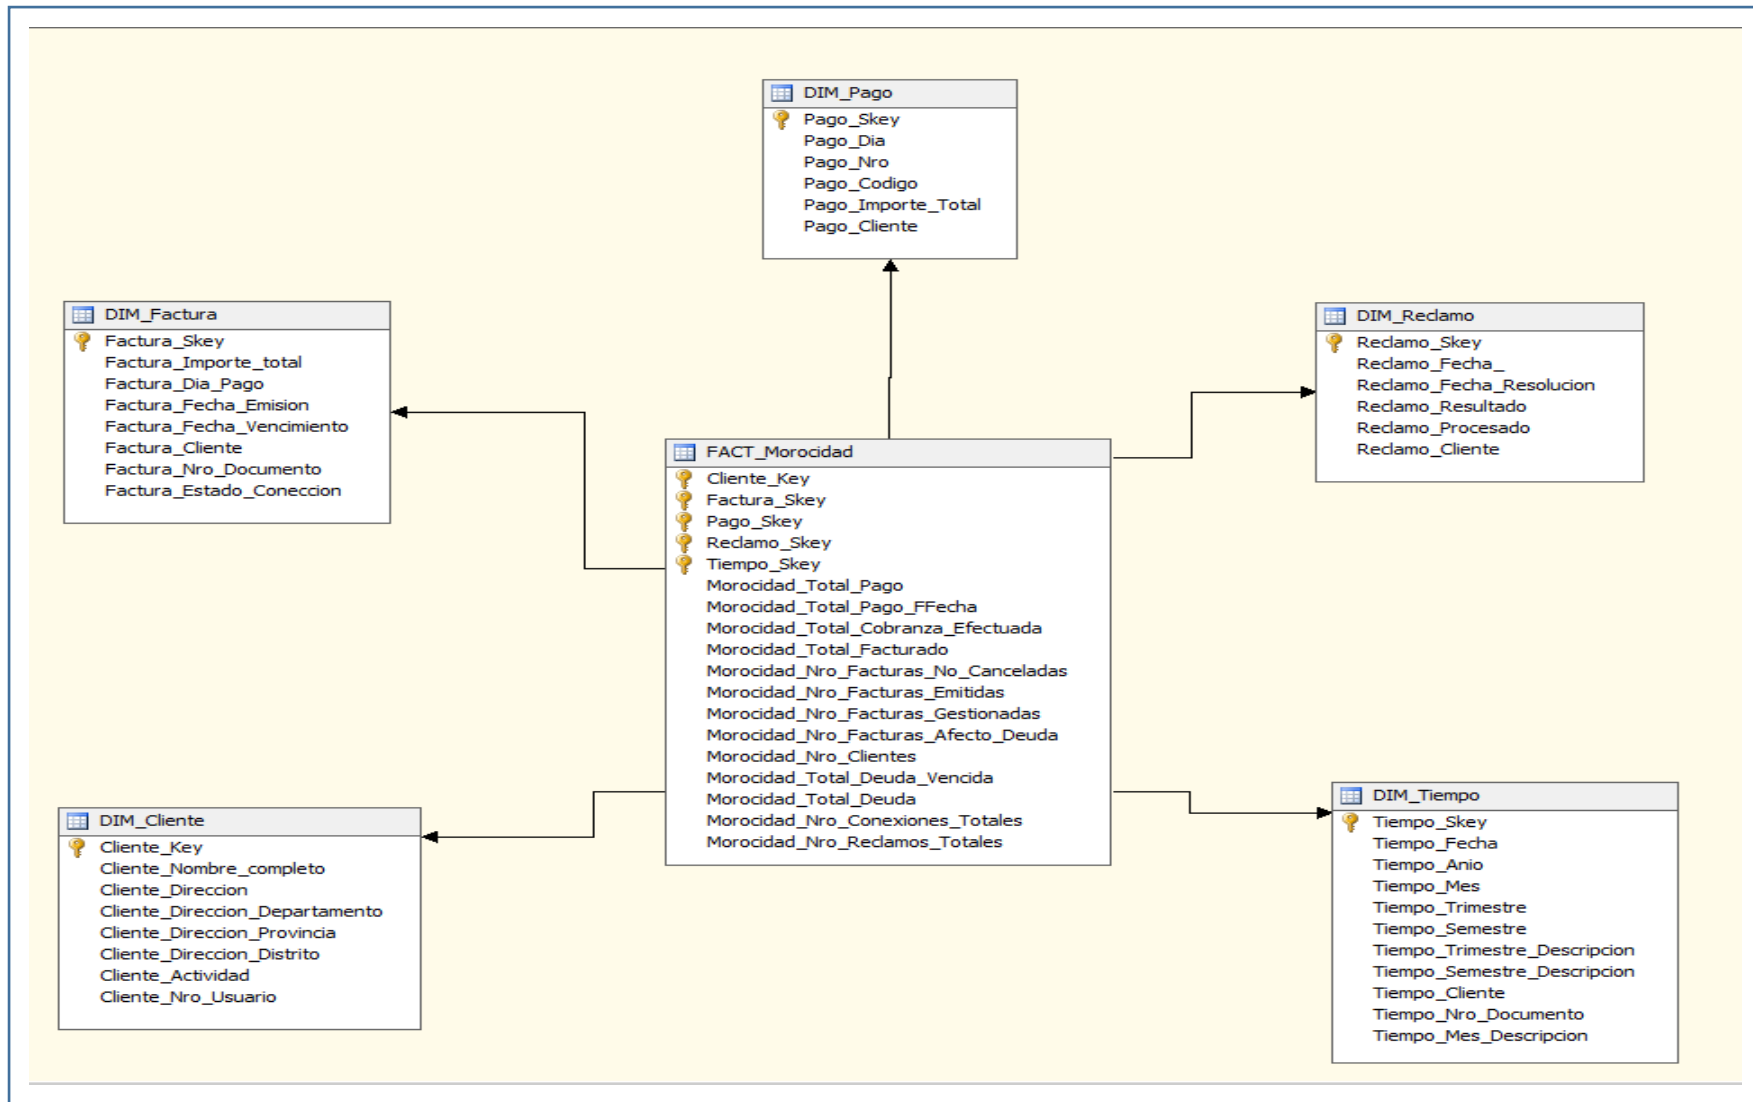 DIM_Pago
Pago_Skey
Pago_Dia
Pago_Nro
Pago_Codigo
Pago_Importe_Total
Pago_Cliente
DIM_Factura
Factura_Skey
Factura_Importe_total
Factura_Dia_Pago
Factura_Fecha_Emision
Factura_Fecha_Vencimiento
Factura_Cliente
Factura_Nro_Documento
Factura_Estado_Coneccion
DIM_Reclamo
Reclamo_Skey
Reclamo_Fecha_
Reclamo_Fecha_Resolucion
Reclamo_Resultado
Reclamo_Procesado
Reclamo_Cliente
FACT_Morocidad
Cliente_Key
Factura_Skey
Pago_Skey
Reclamo_Skey
Tiempo_Skey
Morocidad_Total_Pago
Morocidad_Total_Pago_FFecha
Morocidad_Total_Cobranza_Efectuada
Morocidad_Total_Facturado
Morocidad_Nro_Facturas_No_Canceladas
Morocidad_Nro_Facturas_Emitidas
Morocidad_Nro_Facturas_Gestionadas
Morocidad_Nro_Facturas_Afecto_Deuda
Morocidad_Nro_Clientes
Morocidad_Total_Deuda_Vencida
Morocidad_Total_Deuda
Morocidad_Nro_Conexiones_Totales
Morocidad_Nro_Reclamos_Totales
DIM_Cliente
Cliente_Key
Cliente_Nombre_completo
Cliente_Direccion
Cliente_Direccion_Departamento
Cliente_Direccion_Provincia
Cliente_Direccion_Distrito
Cliente_Actividad
Cliente_Nro_Usuario
DIM_Tiempo
Tiempo_Skey
Tiempo_Fecha
Tiempo_Anio
Tiempo_Mes
Tiempo_Trimestre
Tiempo_Semestre
Tiempo_Trimestre_Descripcion
Tiempo_Semestre_Descripcion
Tiempo_Cliente
Tiempo_Nro_Documento
Tiempo_Mes_Descripcion